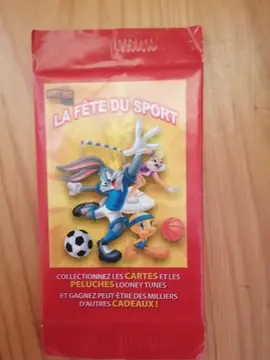 LA FÊTE DU SPORT
COLLECTIONNEZ LES CARTES ET LES
PELUCHES LOONEY TUNES
ET GAGNEZ PEUT-ÊTRE DES MILLIERS
D'AUTRES CADEAUX !